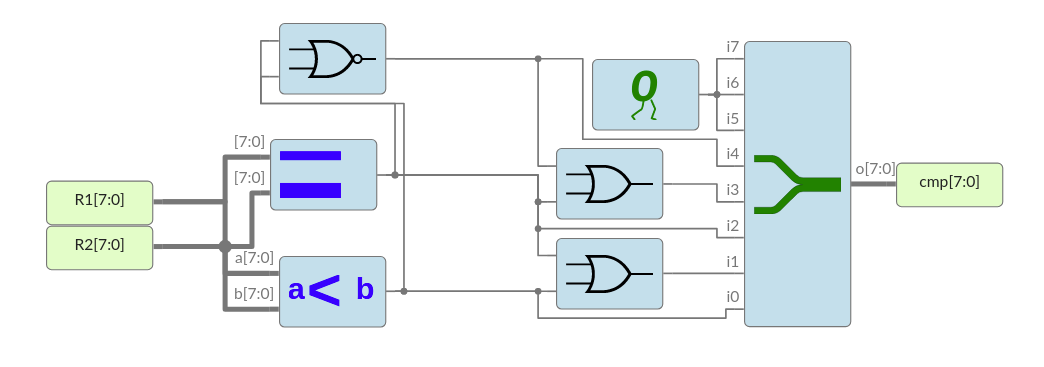 i7
0
i6
i5
[7:0]
i4
[7:0]
o[7:0]
R1[7:0]
i3
cmp[7:0]
i2
R2[7:0]
a[7:0]
i1
a < b
b[7:0]
i0